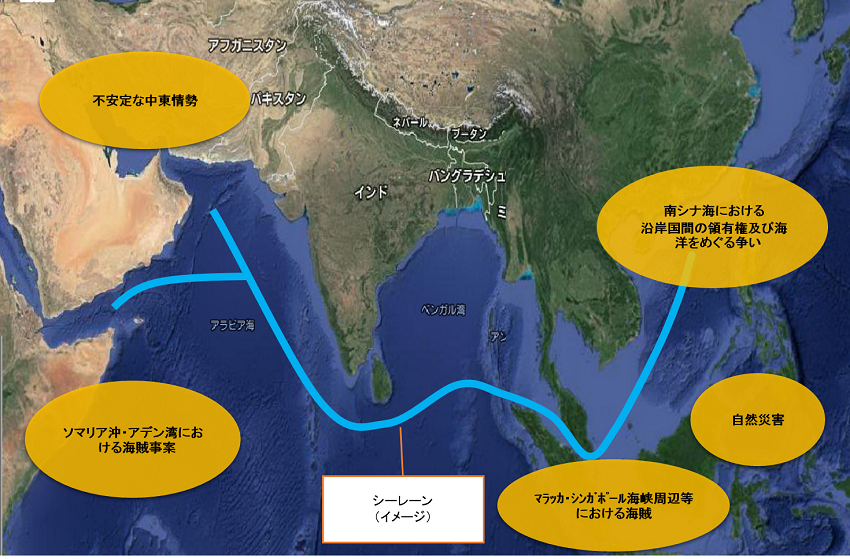 アフガニスタン
不安定な中東情勢
パキスタン
ネパール
ブータン
バングラデシュ
インド
ミ
南シナ海における
沿岸国間の領有権及び海
洋をめぐる争い
ベンガル湾
アラビア海
アン
自然災害
ソマリア沖・アデン湾にお
ける海賊事案
シーレーン
（イメージ）
ﾏﾗｯｶ・ｼﾝｶﾞﾎﾟｰﾙ海峡周辺等
における海賊